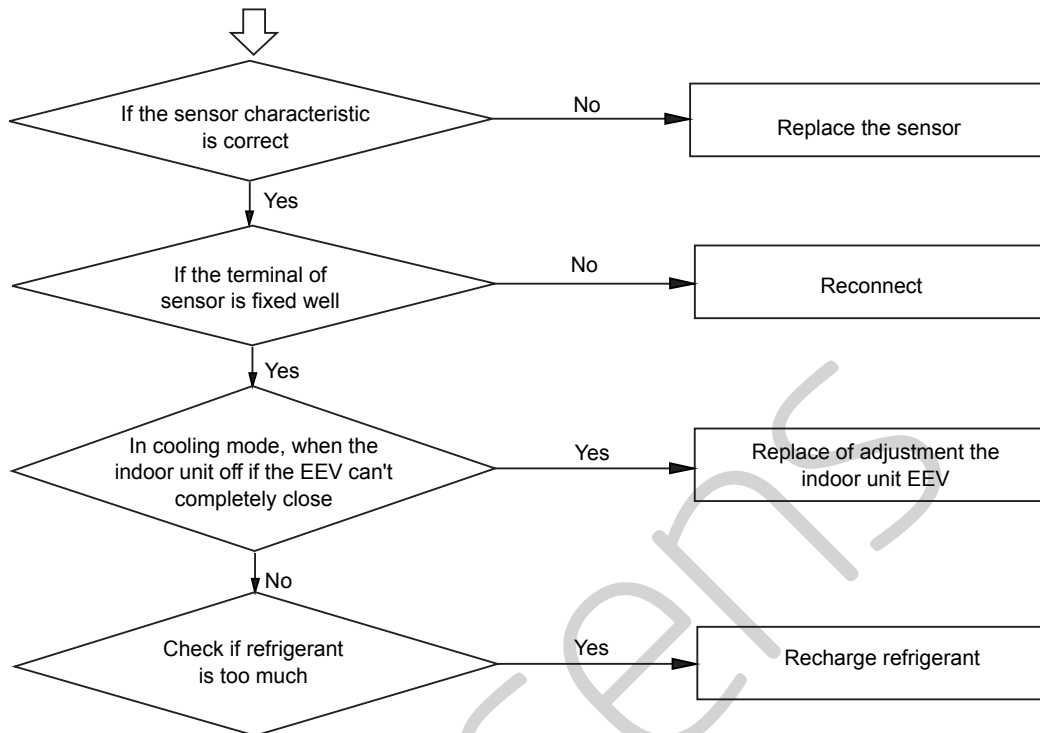 If the sensor characteristic
is correct
No
Replace the sensor
Yes
If the terminal of
sensor is fixed well
No
Reconnect
Yes
In cooling mode, when the
indoor unit off if the EEV can't
completely close
Yes
Replace of adjustment the
indoor unit EEV
No
Check if refrigerant
is too much
Yes
Recharge refrigerant
ens